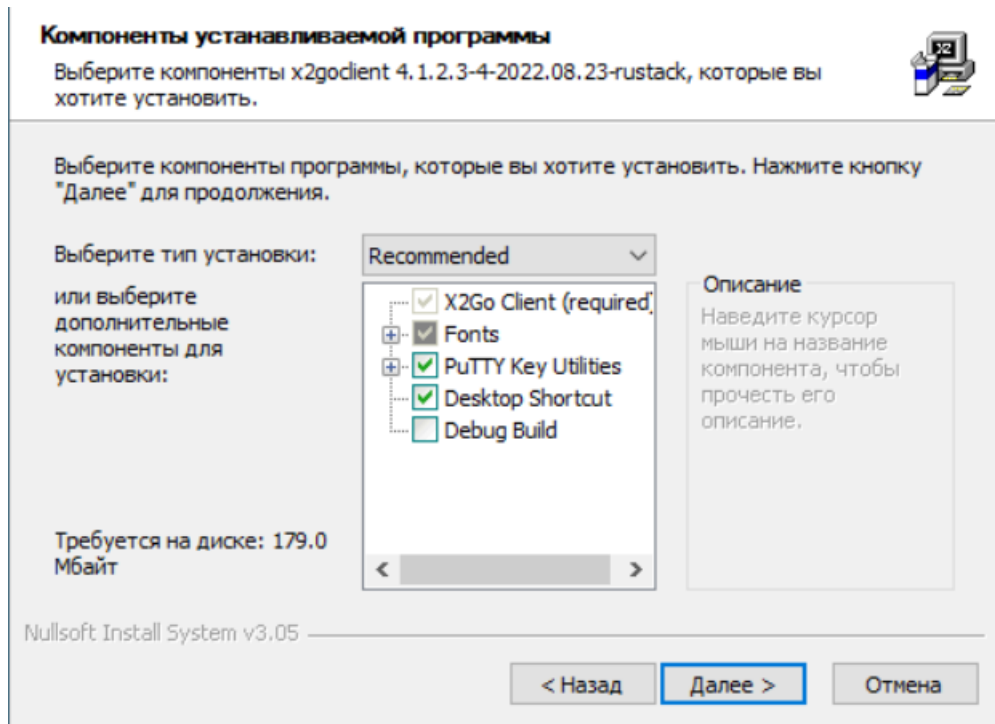 Компоненты устанавливаемой программы
Выберите компоненты x2goclient 4.1.2.3-4-2022.08.23-rustack, которые вы
хотите установить.
X2
Выберите компоненты программы, которые вы хотите установить. Нажмите кнопку
"Далее" для продолжения.
Выберите тип установки:
Recommended
или выберите
дополнительные
компоненты для
установки:
X2Go Client (required)
Fonts
PuTTY Key Utilities
Desktop Shortcut
Debug Build
Описание
Наведите курсор
мыши на название
компонента, чтобы
прочесть его
описание.
Требуется на диске: 179.0
Мбайт
Nullsoft Install System v3.05
< Назад
Далее >
Отмена